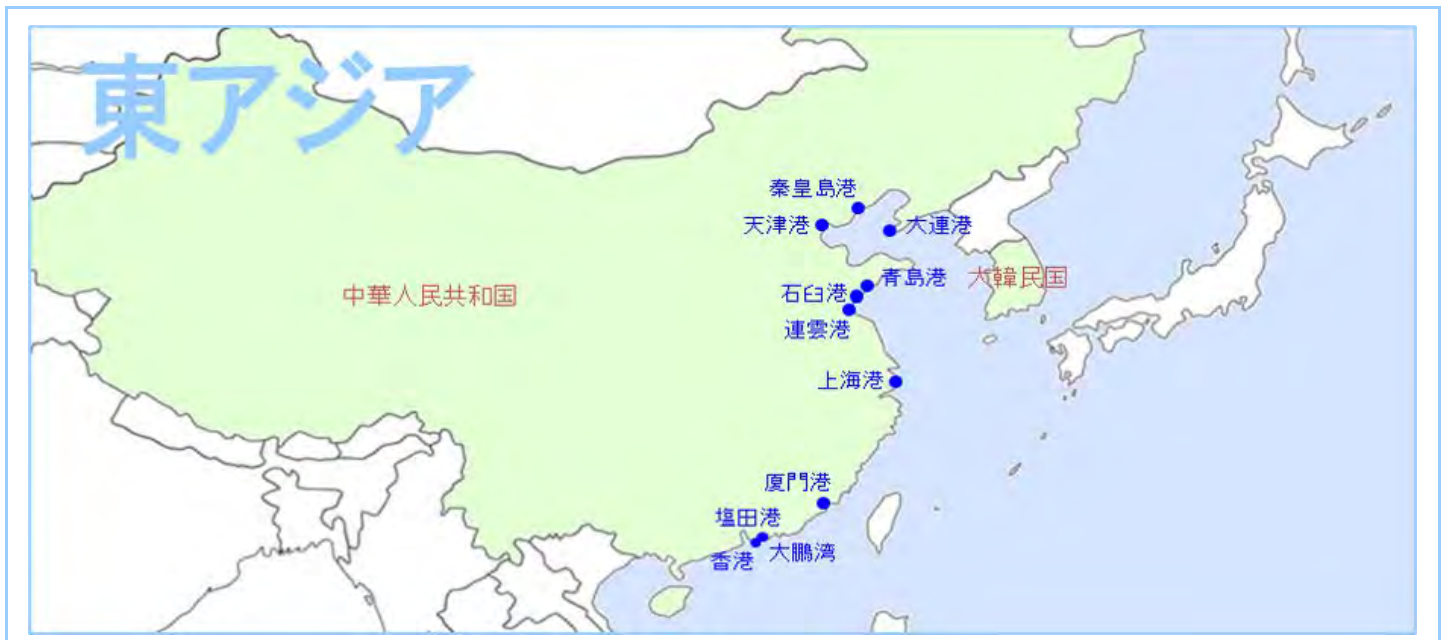 東アジア
秦皇島港
天津港
大連港
青島港
大韓民国
石臼港
中華人民共和国
連雲港
上海港
厦門港
塩田港
大鵬湾
香港